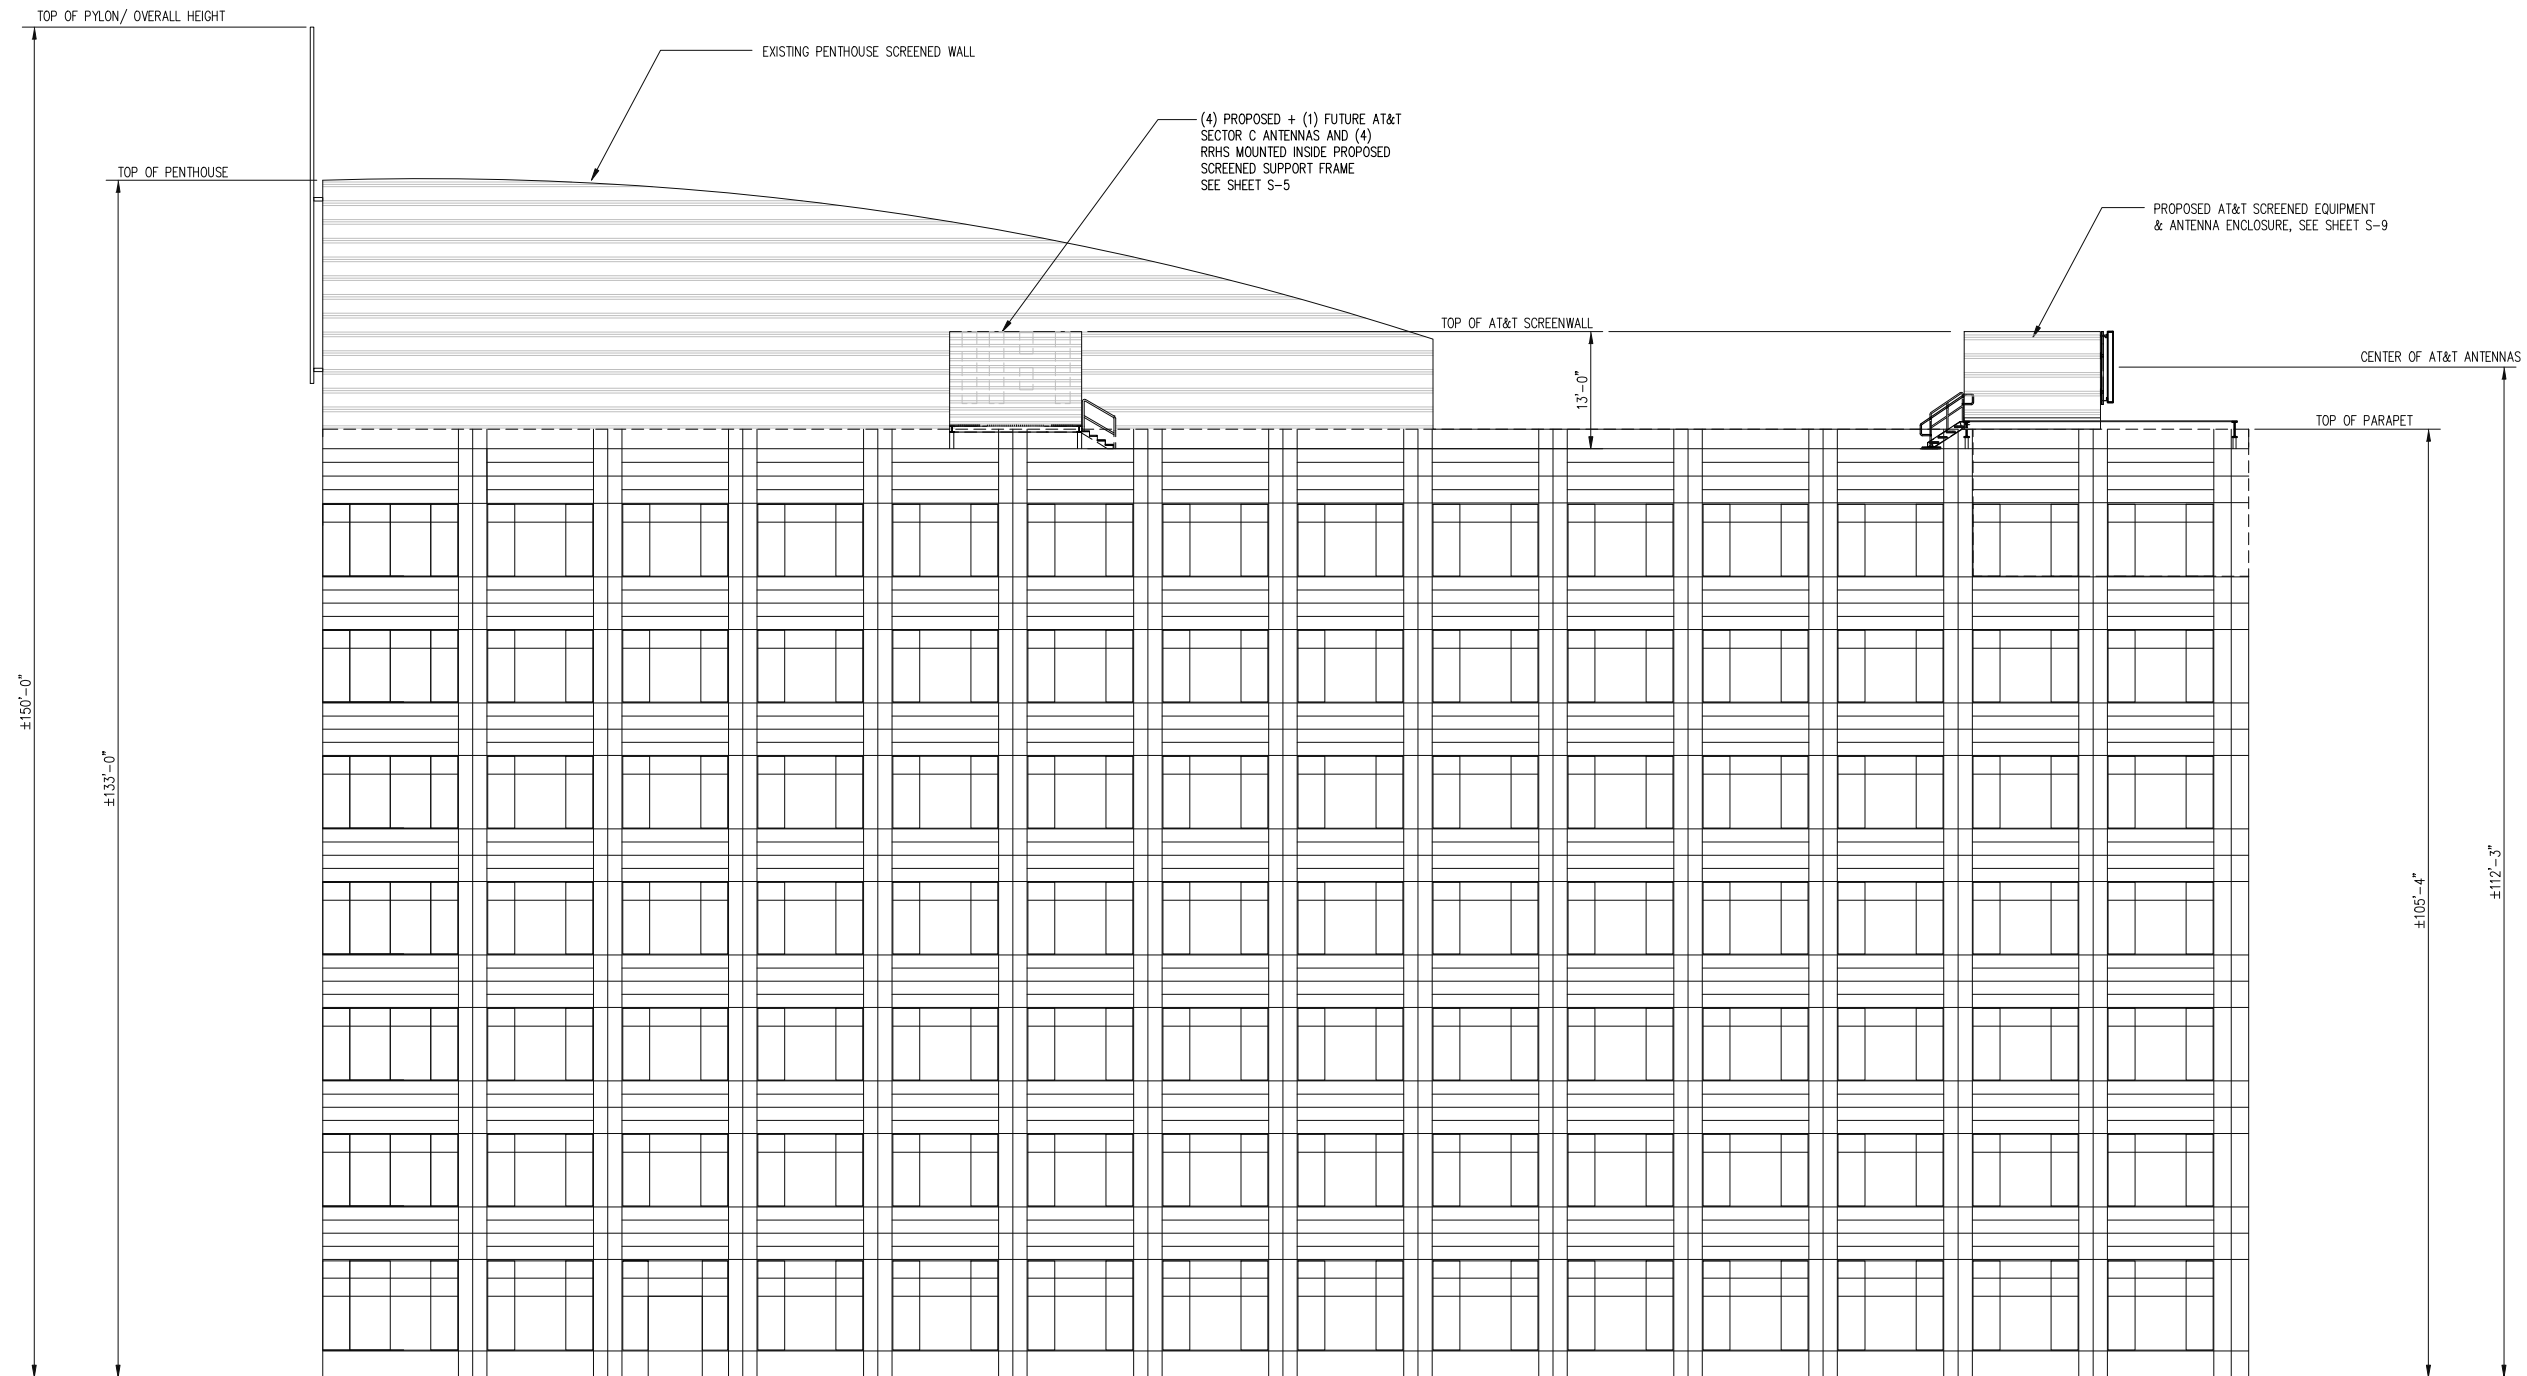 TOP OF PYLON/ OVERALL HEIGHT
EXISTING PENTHOUSE SCREENED WALL
(4) PROPOSED + (1) FUTURE AT&T
SECTOR C ANTENNAS AND (4)
RRHS MOUNTED INSIDE PROPOSED
SCREENED SUPPORT FRAME
SEE SHEET S-5
TOP OF PENTHOUSE
PROPOSED AT&T SCREENED EQUIPMENT
& ANTENNA ENCLOSURE, SEE SHEET S-9
TOP OF AT&T SCREENWALL
CENTER OF AT&T ANTENNAS
13'-0"
TOP OF PARAPET
±150'-0"
±133'-0"
±105'-4"
±112'-3"